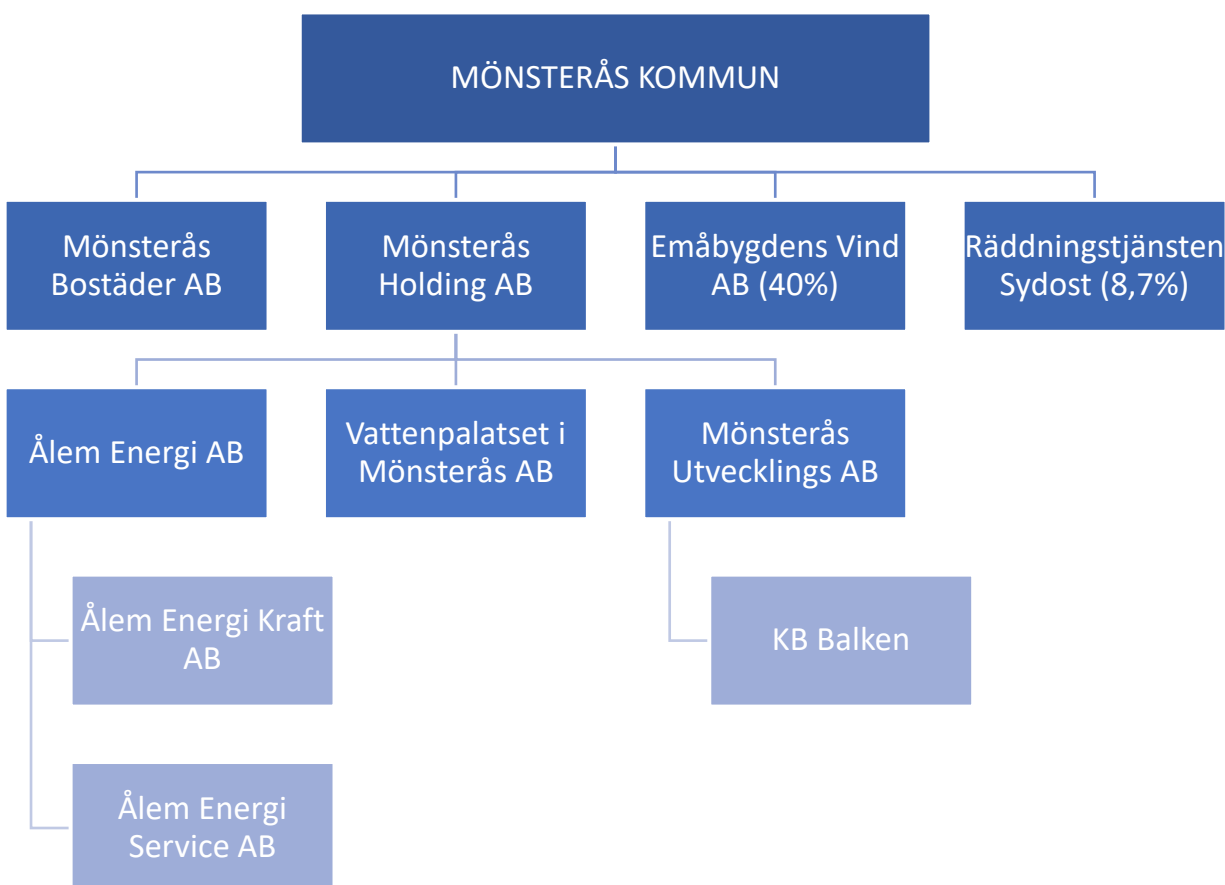 MÖNSTERÅS KOMMUN
Mönsterås
Bostäder AB
Mönsterås
Holding AB
Emåbygdens Vind
AB (40%)
Räddningstjänsten
Sydost (8,7%)
Ålem Energi AB
Vattenpalatset i
Mönsterås AB
Mönsterås
Utvecklings AB
Ålem Energi Kraft
AB
KB Balken
Ålem Energi
Service AB